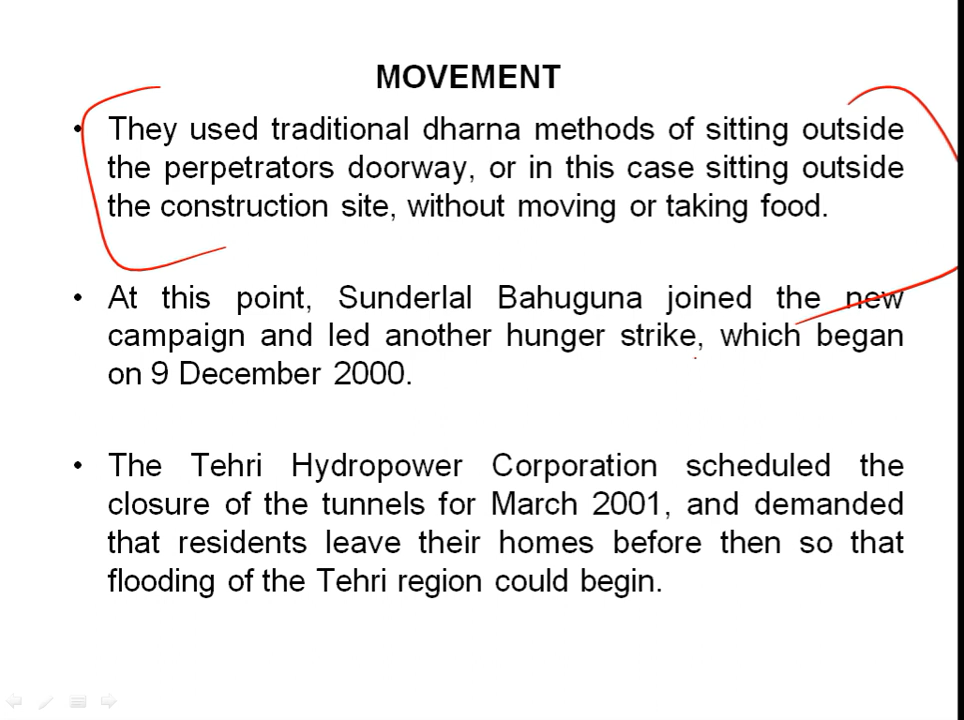 MOVEMENT
• They used traditional dharna methods of sitting outside
the perpetrators doorway, or in this case sitting outside
the construction site, without moving or taking food.
• At this point, Sunderlal Bahuguna joined the new
campaign and led another hunger strike, which began
on 9 December 2000.
• The Tehri Hydropower Corporation scheduled the
closure of the tunnels for March 2001, and demanded
that residents leave their homes before then so that
flooding of the Tehri region could begin.